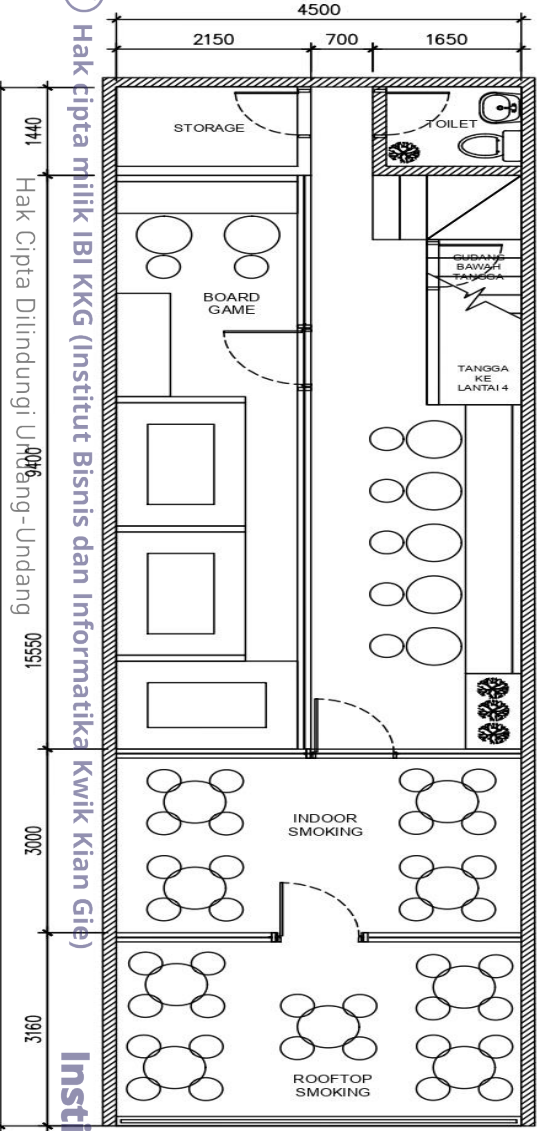 4500
2150
700
1650
1440
9400
15550
3000
3160
STORAGE
TOILET
GUDANG
BAWAH
TANGGA
BOARD
GAME
TANGGA
KE
LANTAI 4
INDOOR
SMOKING
ROOFTOP
SMOKING
Hak cipta milik IBI KKG (Institut Bisnis dan Informatika Kwik Kian Gie)
Hak Cipta Dilindungi Undang-Undang
Insti